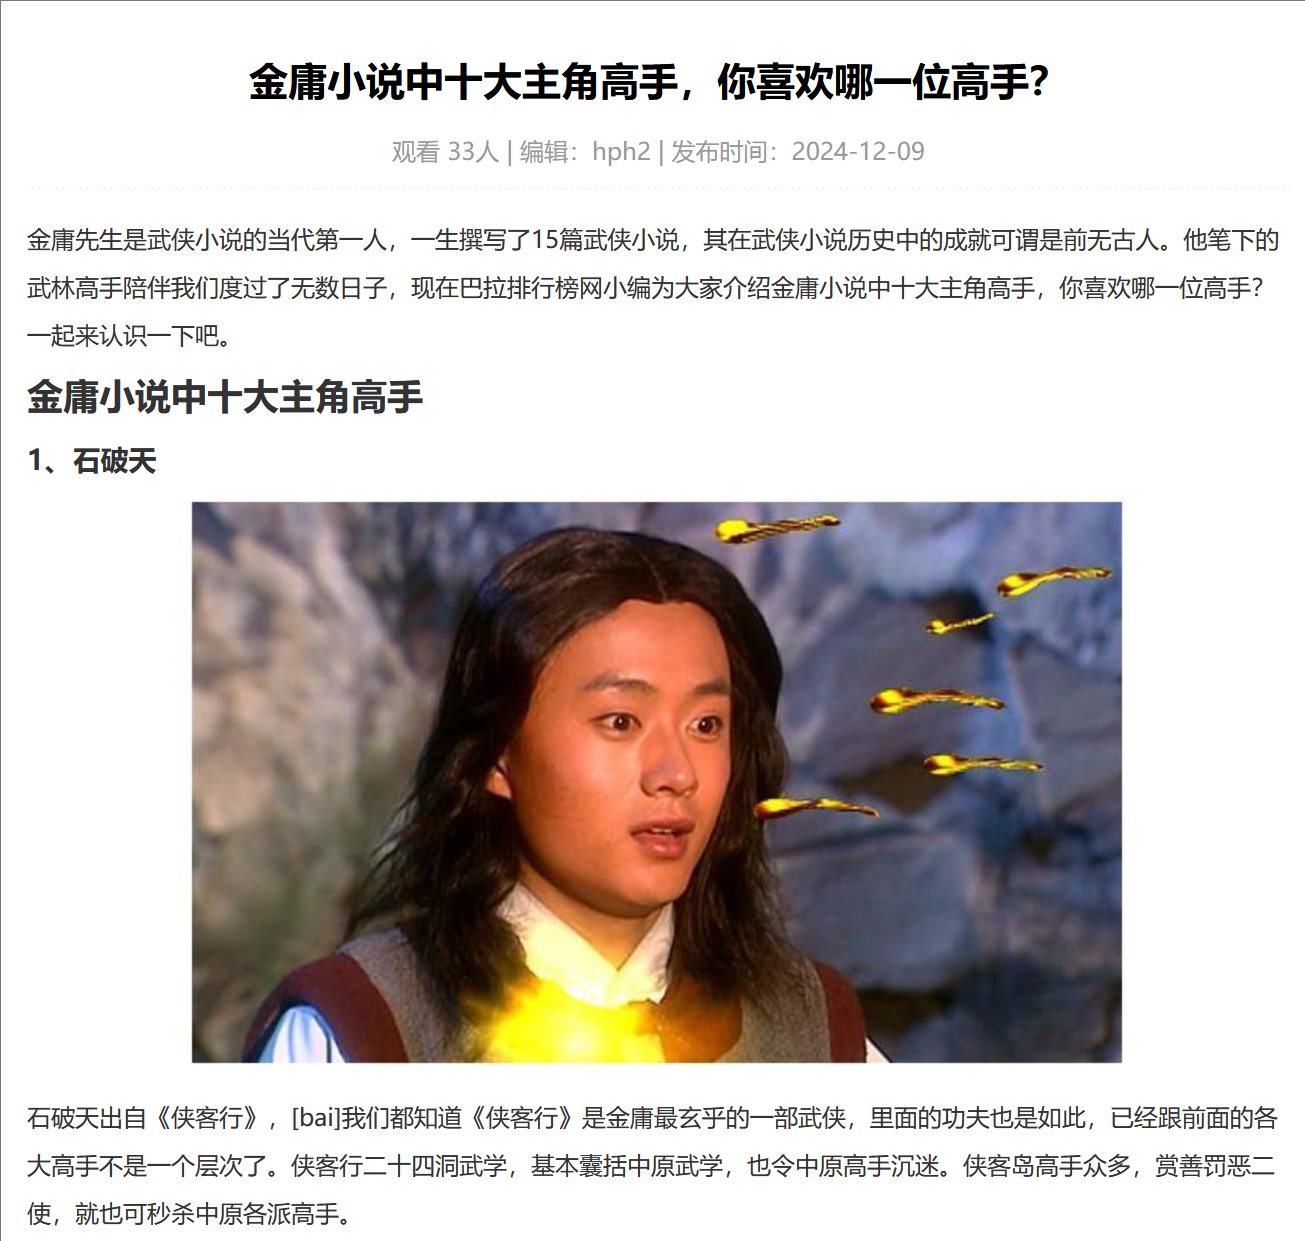 金庸小说中十大主角高手，你喜欢哪一位高手？
观看 33人 | 编辑：hph2 | 发布时间：2024-12-09
金庸先生是武侠小说的当代第一人，一生撰写了15篇武侠小说，其在武侠小说历史中的成就可谓是前无古人。他笔下的
武林高手陪伴我们度过了无数日子，现在巴拉排行榜网小编为大家介绍金庸小说中十大主角高手，你喜欢哪一位高手？
一起来认识一下吧。
金庸小说中十大主角高手
1、石破天
石破天出自《侠客行》，[bai]我们都知道《侠客行》是金庸最玄乎的一部武侠，里面的功夫也是如此，已经跟前面的各
大高手不是一个层次了。侠客行二十四洞武学，基本囊括中原武学，也令中原高手沉迷。侠客岛高手众多，赏善罚恶二
使，就也可秒杀中原各派高手。